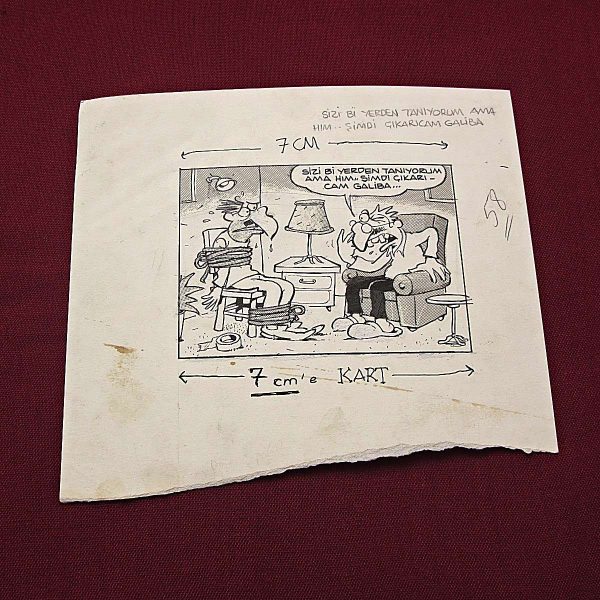 SİZİ Bİ YERDEN TANIYORUM AMA
HIM.. ŞİMDİ ÇIKARICAM GALİBA
7 CM
SİZİ Bİ YERDEN TANIYORUM
AMA HIM.. ŞİMDİ ÇIKARI-
CAM GALİBA...
58
7 cm'e KART